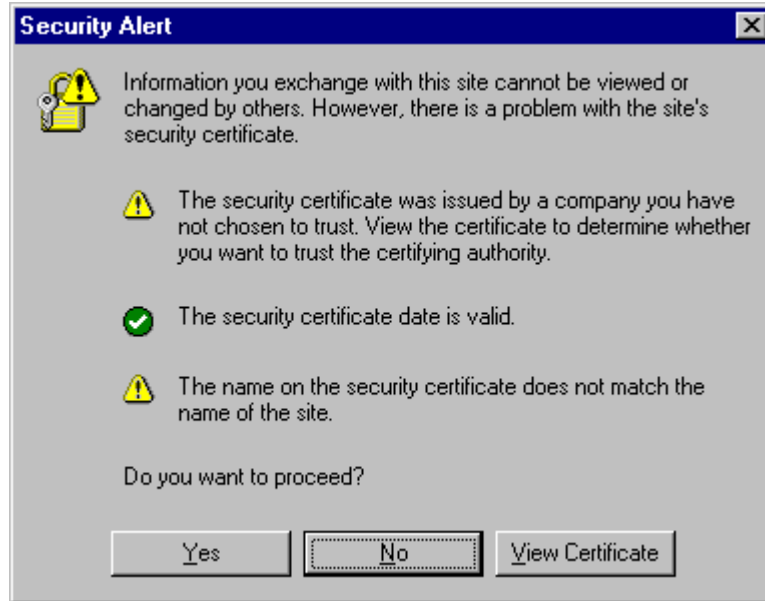 Security Alert
Information you exchange with this site cannot be viewed or
changed by others. However, there is a problem with the site's
security certificate.
The security certificate was issued by a company you have
not chosen to trust. View the certificate to determine whether
you want to trust the certifying authority.
The security certificate date is valid.
The name on the security certificate does not match the
name of the site.
Do you want to proceed?
Yes No View Certificate